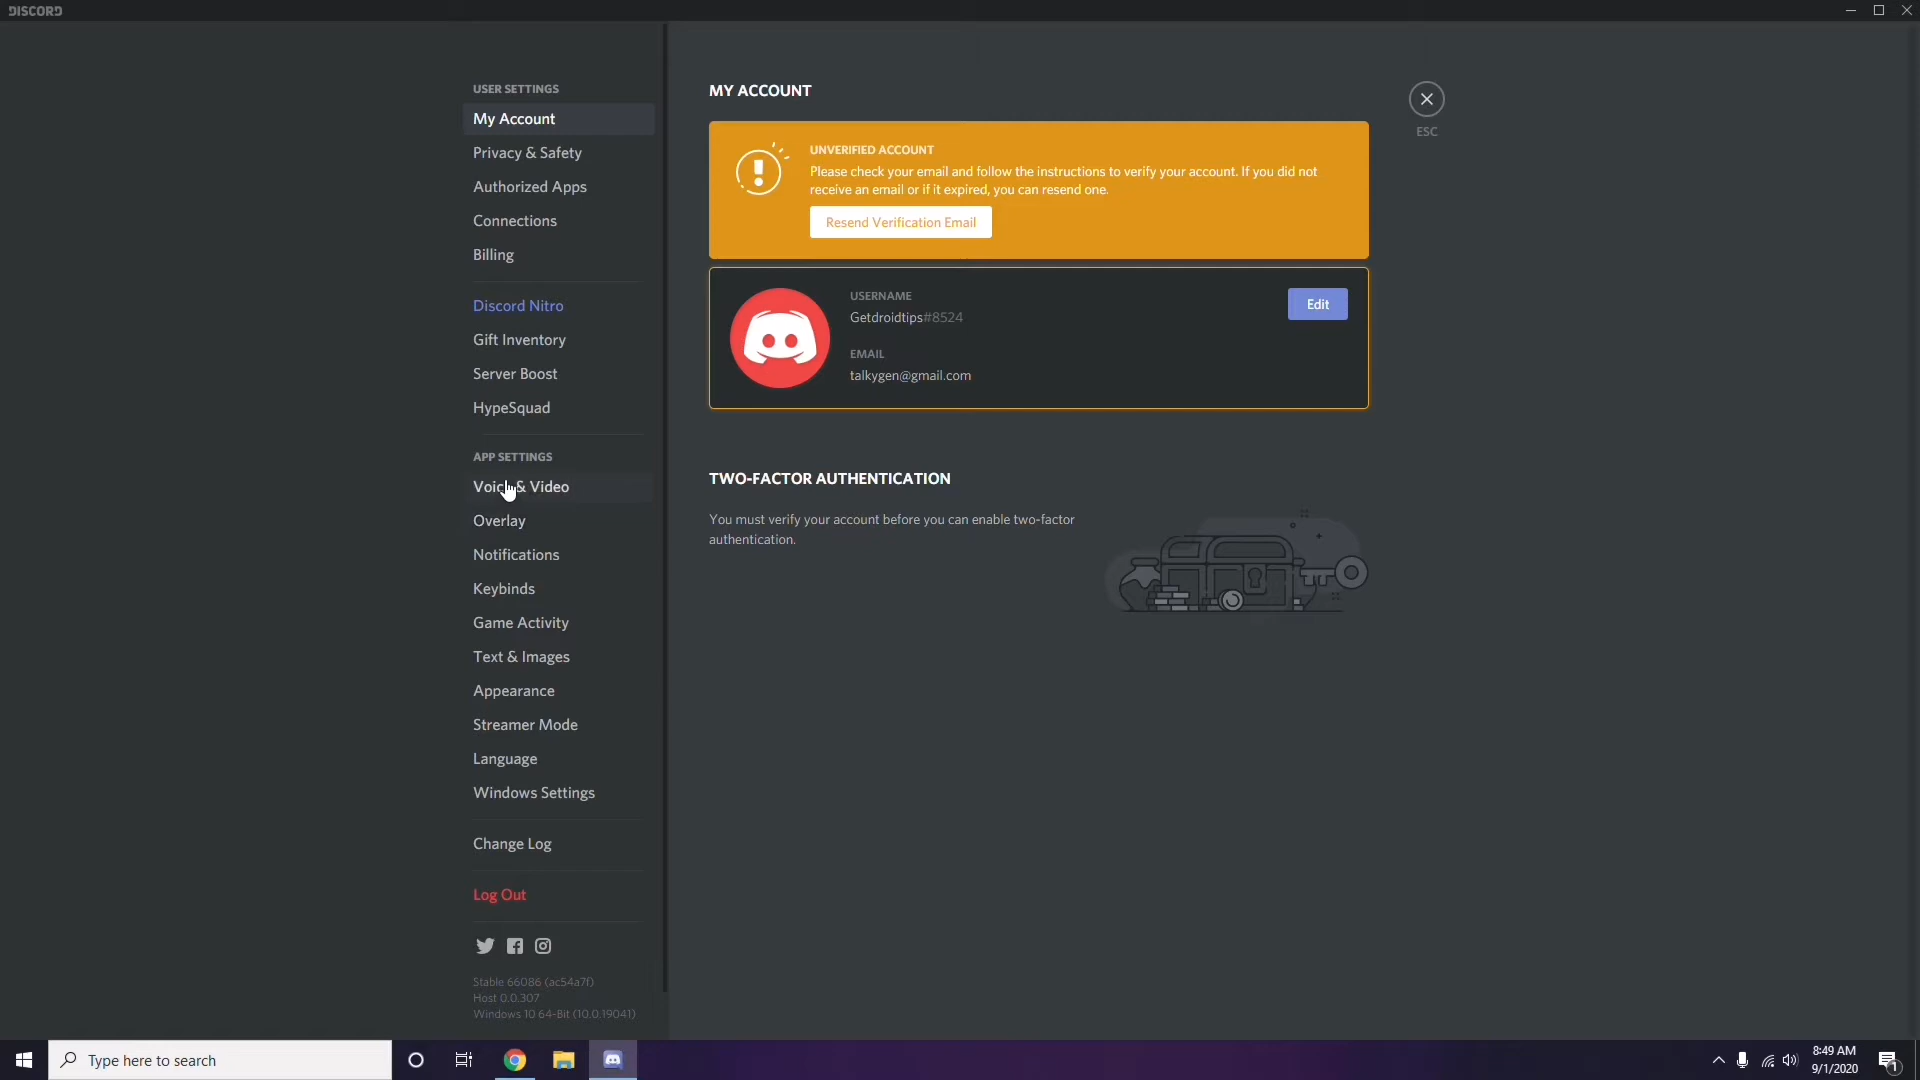 DISCORD
USER SETTINGS
My Account
Privacy & Safety
Authorized Apps
Connections
Billing
Discord Nitro
Gift Inventory
Server Boost
HypeSquad
APP SETTINGS
Voice & Video
Overlay
Notifications
Keybinds
Game Activity
Text & Images
Appearance
Streamer Mode
Language
Windows Settings
Change Log
Log Out
Stable 66086 (ac54a7f)
Host 0.0.307
Windows 10 64-Bit (10.0.19041)
MY ACCOUNT
ESC
UNVERIFIED ACCOUNT
Please check your email and follow the instructions to verify your account. If you did not
receive an email or if it expired, you can resend one.
Resend Verification Email
USERNAME
Getdroidtips#8524
Edit
EMAIL
talkygen@gmail.com
TWO-FACTOR AUTHENTICATION
You must verify your account before you can enable two-factor
authentication.
Type here to search
8:49 AM
9/1/2020
1